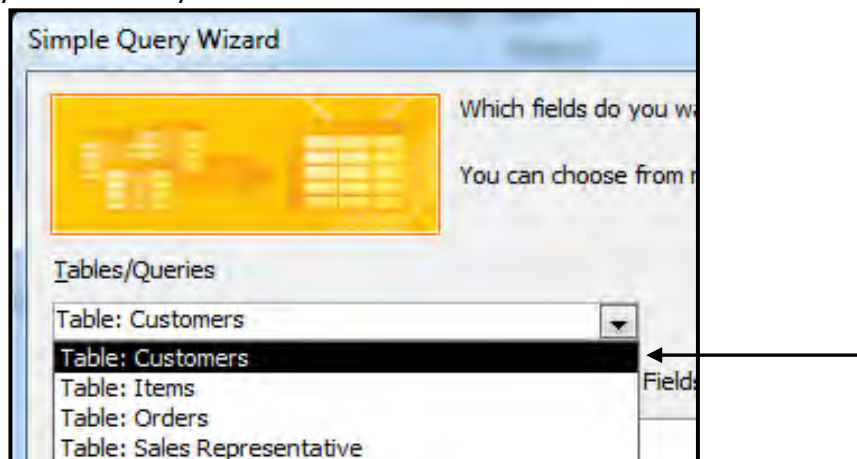 Simple Query Wizard
Which fields do you
You can choose from
Tables/Queries
Table: Customers
Table: Customers
Table: Items
Fields
Table: Orders
Table: Sales Representative